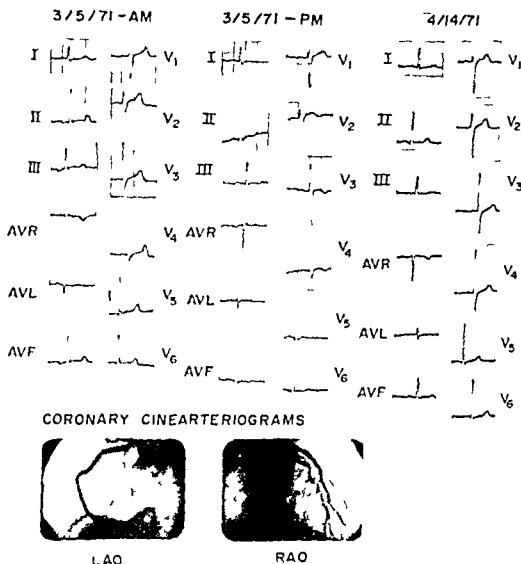 3/5/71-AM
I
V1
II
V2
III
V3
AVR
V4
AVL
V5
AVF
V6
3/5/71-PM
I
V1
II
V2
III
V3
AVR
V4
AVL
V5
AVF
V6
4/14/71
I
V1
II
V2
III
V3
AVR
V4
AVL
V5
AVF
V6
CORONARY CINEARTERIOGRAMS
LAO
RAO